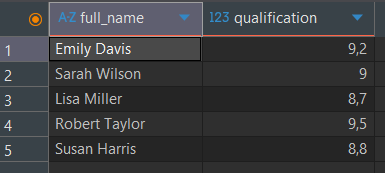 A-Z full_name 123 qualification
1 Emily Davis 9,2
2 Sarah Wilson 9
3 Lisa Miller 8,7
4 Robert Taylor 9,5
5 Susan Harris 8,8